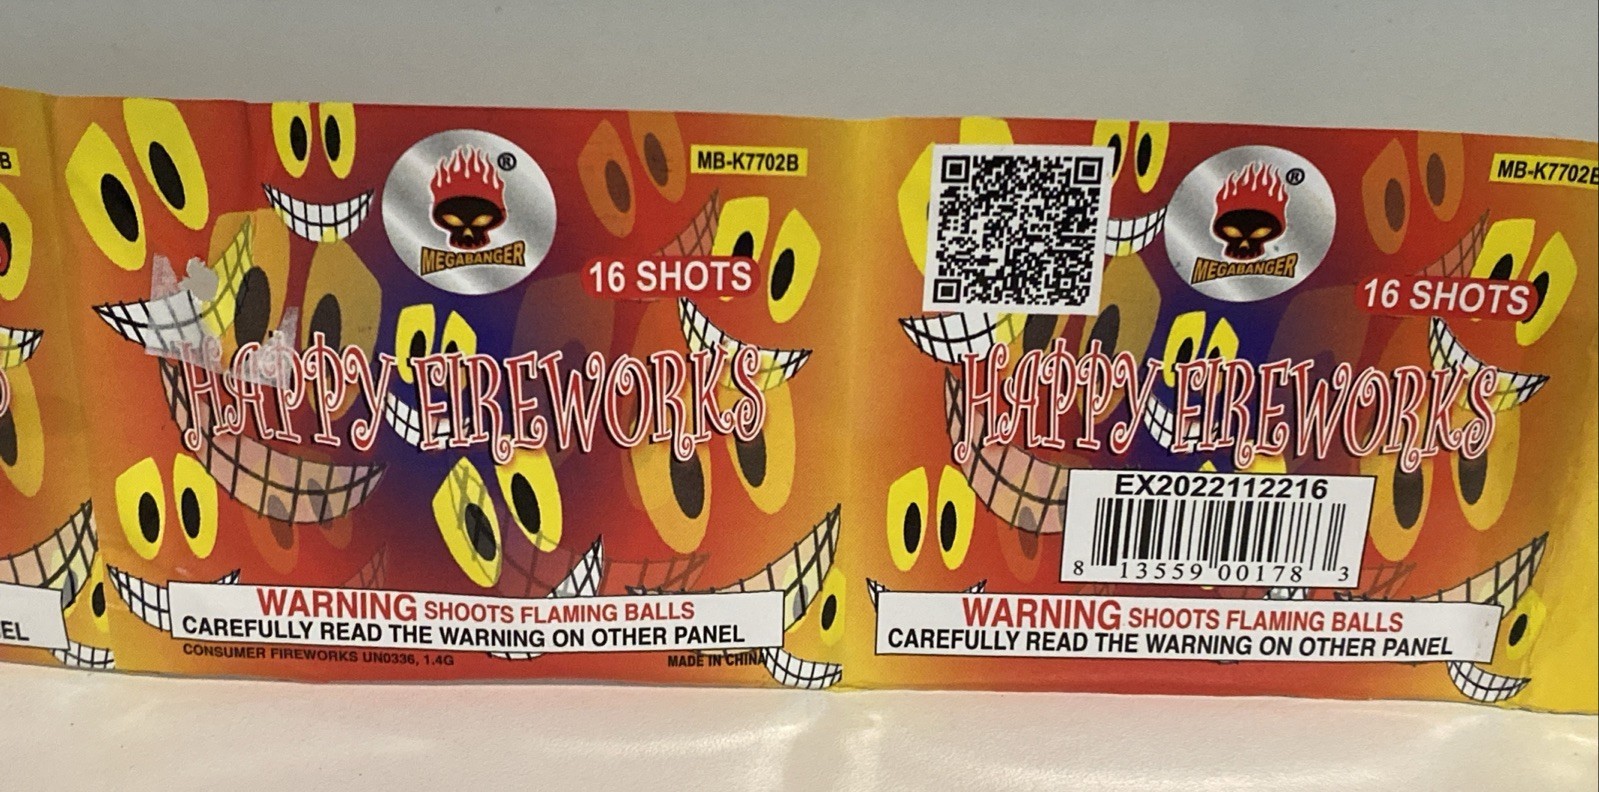 B
EL
®
MEGABANGER
MB-K7702B
16 SHOTS
HAPPY FIREWORKS
WARNING SHOOTS FLAMING BALLS
CAREFULLY READ THE WARNING ON OTHER PANEL
CONSUMER FIREWORKS UN0336, 1.4G
MADE IN CHINA
®
MEGABANGER
MB-K7702B
16 SHOTS
HAPPY FIREWORKS
EX2022112216
8 13559 00178 3
WARNING SHOOTS FLAMING BALLS
CAREFULLY READ THE WARNING ON OTHER PANEL